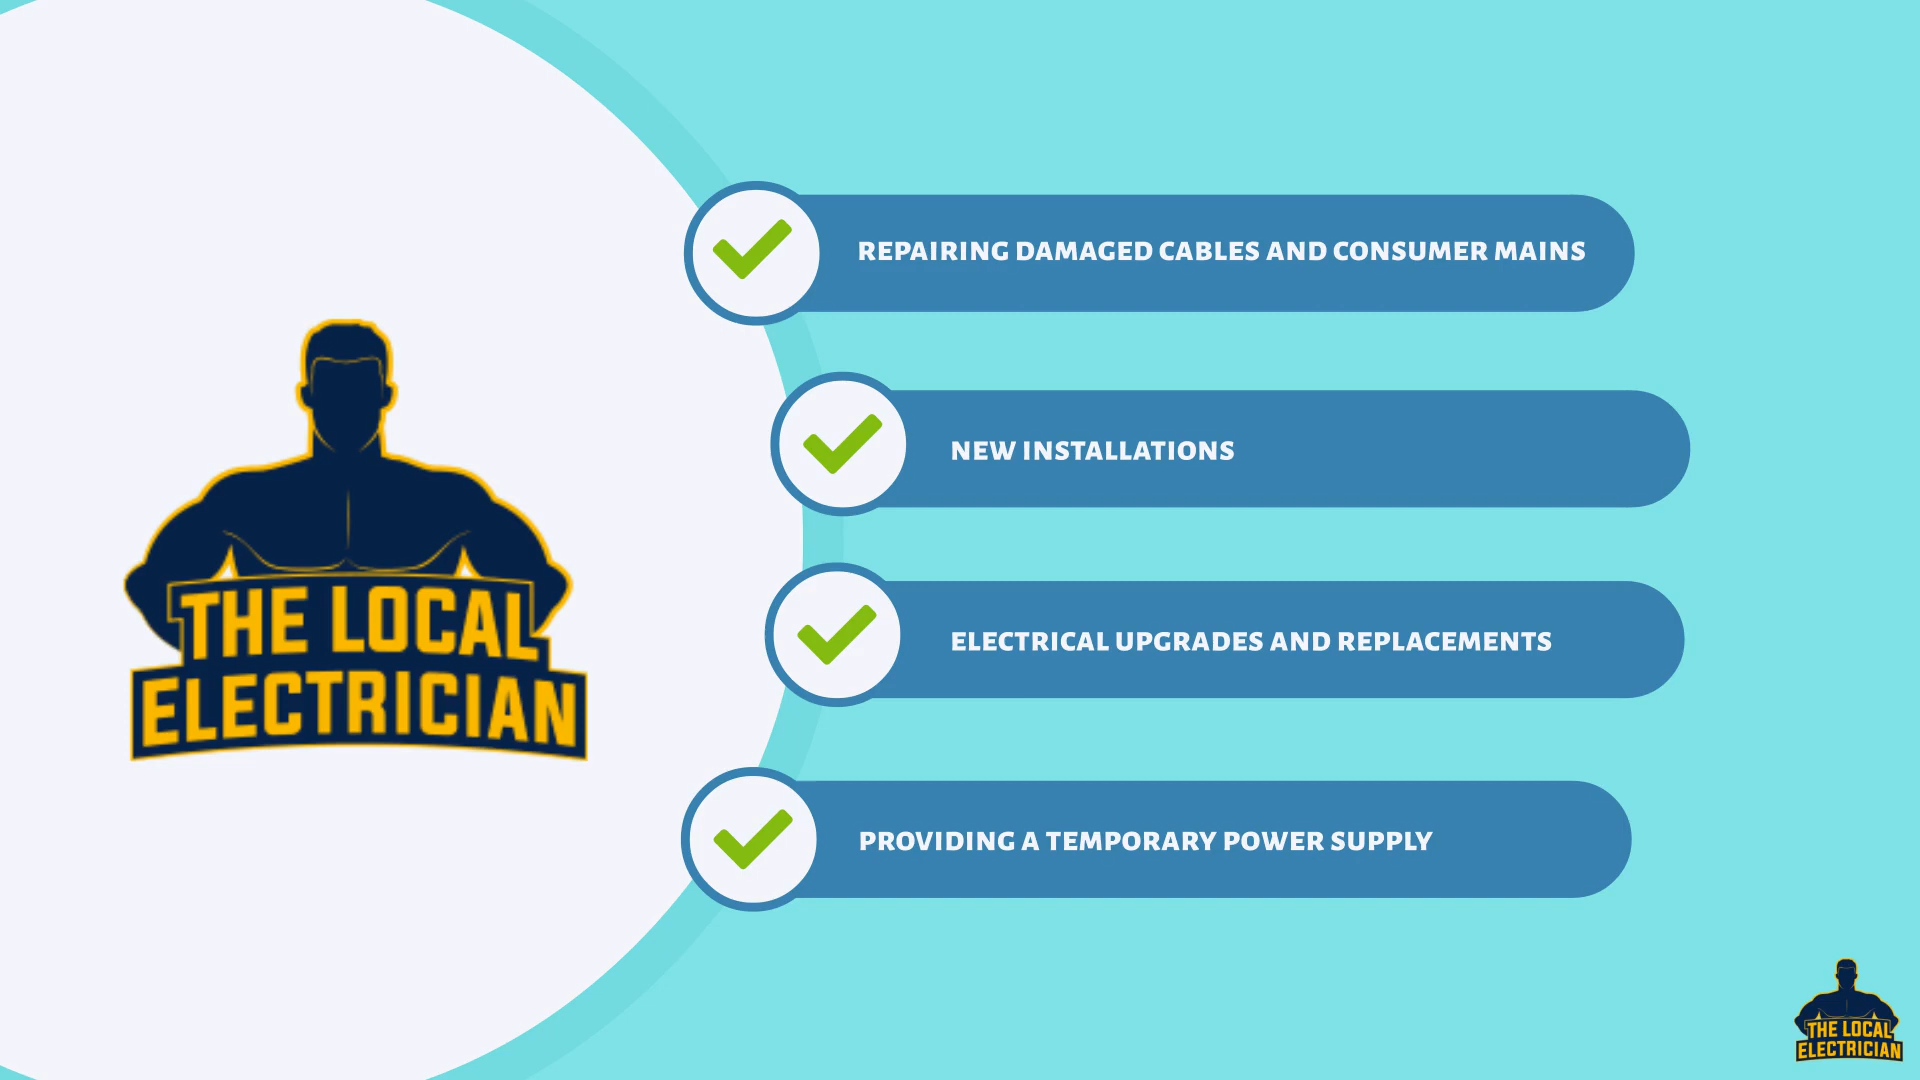 THE LOCAL
ELECTRICIAN
REPAIRING DAMAGED CABLES AND CONSUMER MAINS
NEW INSTALLATIONS
ELECTRICAL UPGRADES AND REPLACEMENTS
PROVIDING A TEMPORARY POWER SUPPLY
THE LOCAL
ELECTRICIAN